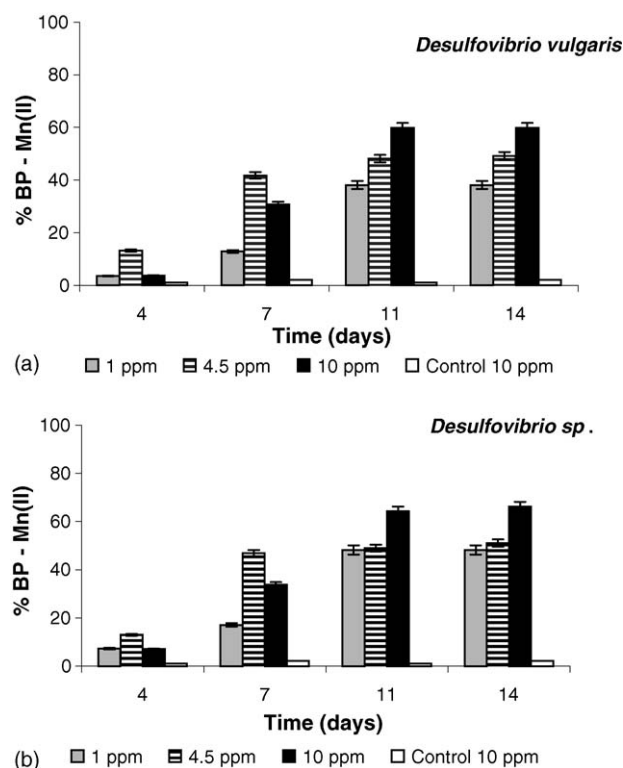 100
Desulfovibrio vulgaris
80
60
40
20
0
% BP - Mn(II)
4 7 11 14
Time (days)
(a) 1 ppm 4.5 ppm 10 ppm Control 10 ppm
100
Desulfovibrio sp .
80
60
40
20
0
% BP - Mn(II)
4 7 11 14
Time (days)
(b) 1 ppm 4.5 ppm 10 ppm Control 10 ppm